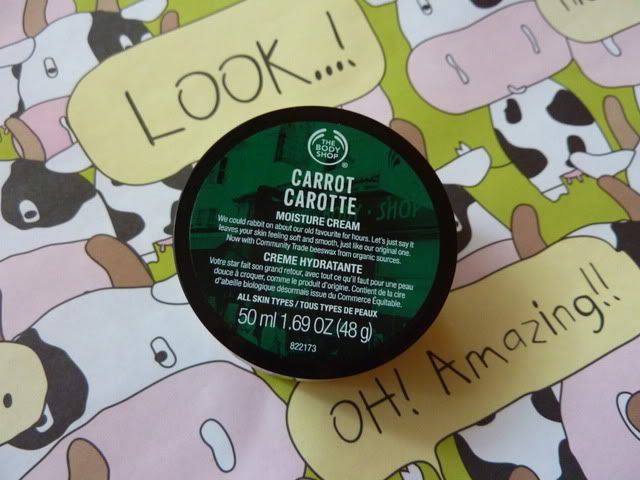 LOOK...!
THE
BODY
SHOP
®
CARROT
CAROTTE
MOISTURE CREAM
We could rabbit on about our old favourite for hours. Let's just say it
leaves your skin feeling soft and smooth, just like our original one.
Now with Community Trade beeswax from organic sources.
CREME HYDRATANTE
Votre star fait son grand retour, avec tout ce qu'il faut pour une peau
douce à croquer, comme le produit d'origine. Contient de la cire
d'abeille biologique désormais issue du Commerce Équitable.
ALL SKIN TYPES / TOUS TYPES DE PEAUX
50 ml 1.69 OZ (48 g)
822173
OH! Amazing!!